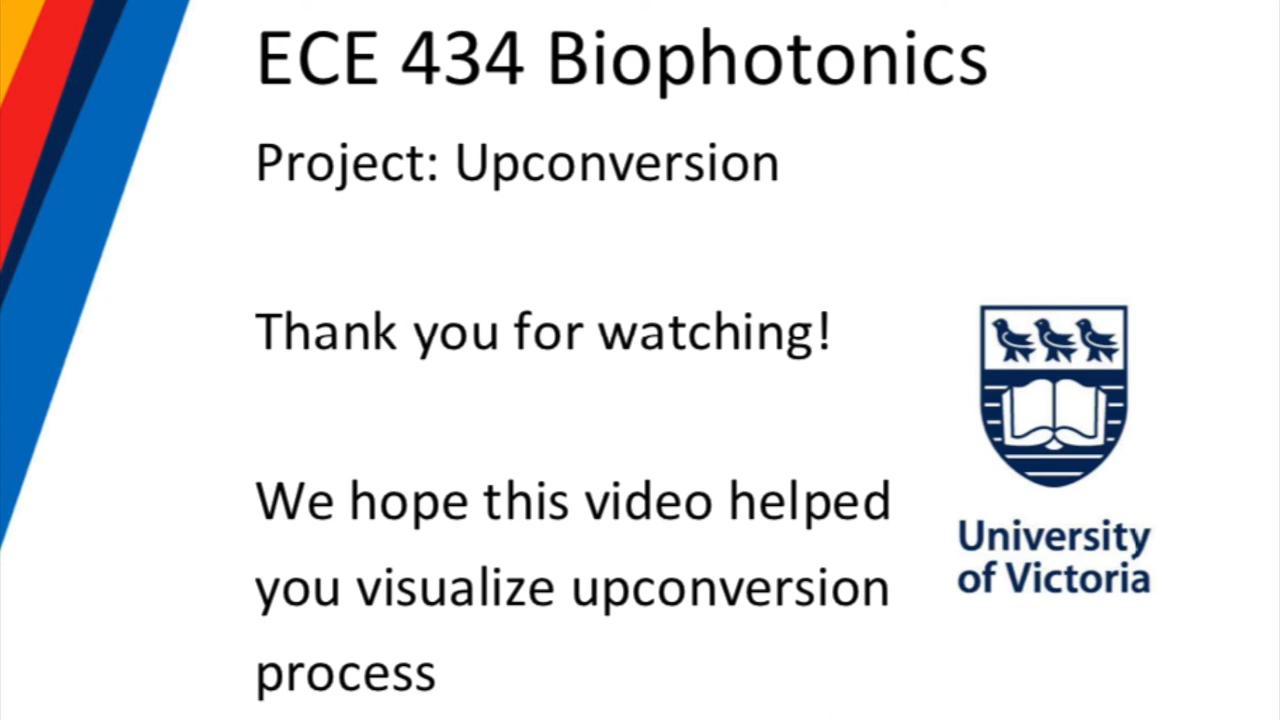 ECE 434 Biophotonics
Project: Upconversion
Thank you for watching!
We hope this video helped
you visualize upconversion
process
University
of Victoria